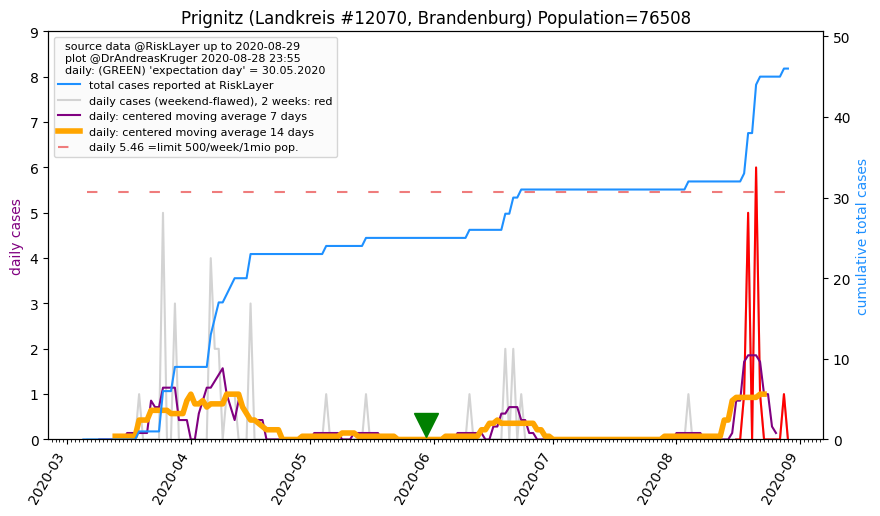 Prignitz (Landkreis #12070, Brandenburg) Population=76508
source data @RiskLayer up to 2020-08-29
plot @DrAndreasKruger 2020-08-28 23:55
daily: (GREEN) 'expectation day' = 30.05.2020
total cases reported at RiskLayer
daily cases (weekend-flawed), 2 weeks: red
daily: centered moving average 7 days
daily: centered moving average 14 days
daily 5.46 =limit 500/week/1mio pop.
daily cases
9
8
7
6
5
4
3
2
1
0
50
40
30
20
10
0
cumulative total cases
2020-03
2020-04
2020-05
2020-06
2020-07
2020-08
2020-09